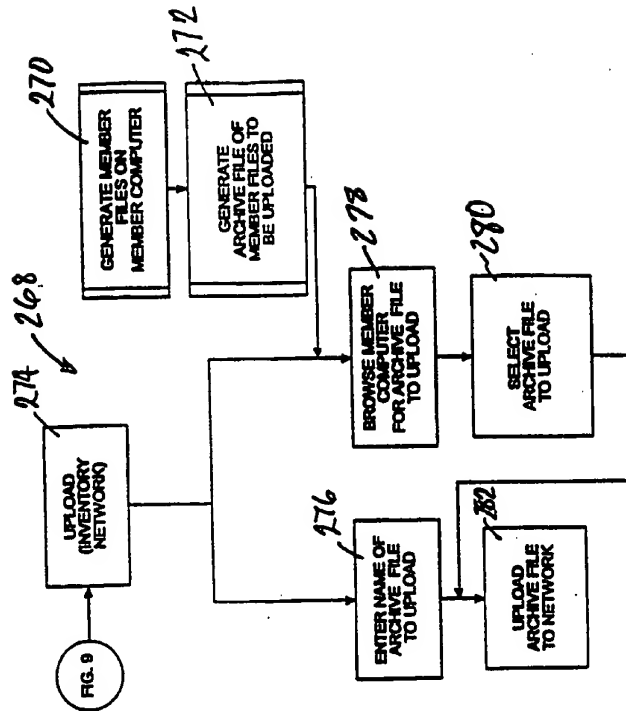 270
GENERATE MEMBER
FILES ON
MEMBER COMPUTER
272
GENERATE
ARCHIVE FILE OF
MEMBER FILES TO
BE UPLOADED
268
274
UPLOAD
(INVENTORY
NETWORK)
FIG. 9
278
BROWSE MEMBER
COMPUTER
FOR ARCHIVE FILE
TO UPLOAD
280
SELECT
ARCHIVE FILE
TO UPLOAD
276
ENTER NAME OF
ARCHIVE FILE
TO UPLOAD
282
UPLOAD
ARCHIVE FILE
TO NETWORK